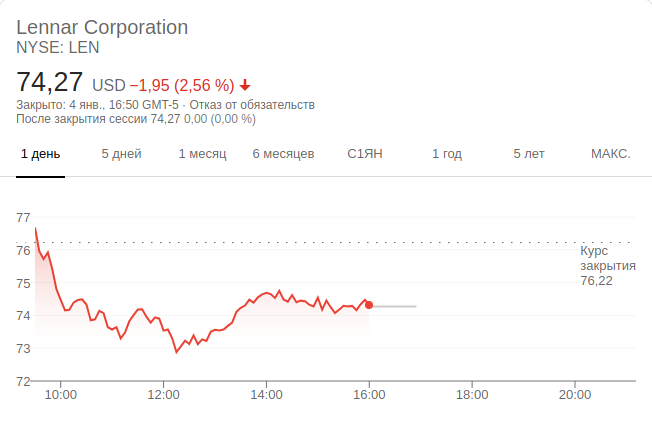 Lennar Corporation
NYSE: LEN
74,27 USD −1,95 (2,56 %)
Закрыто: 4 янв., 16:50 GMT-5 · Отказ от обязательств
После закрытия сессии 74,27 0,00 (0,00 %)
1 день 5 дней 1 месяц 6 месяцев С1ЯН 1 год 5 лет МАКС.
77
76
75
74
73
72
Курс
закрытия
76,22
10:00 12:00 14:00 16:00 18:00 20:00